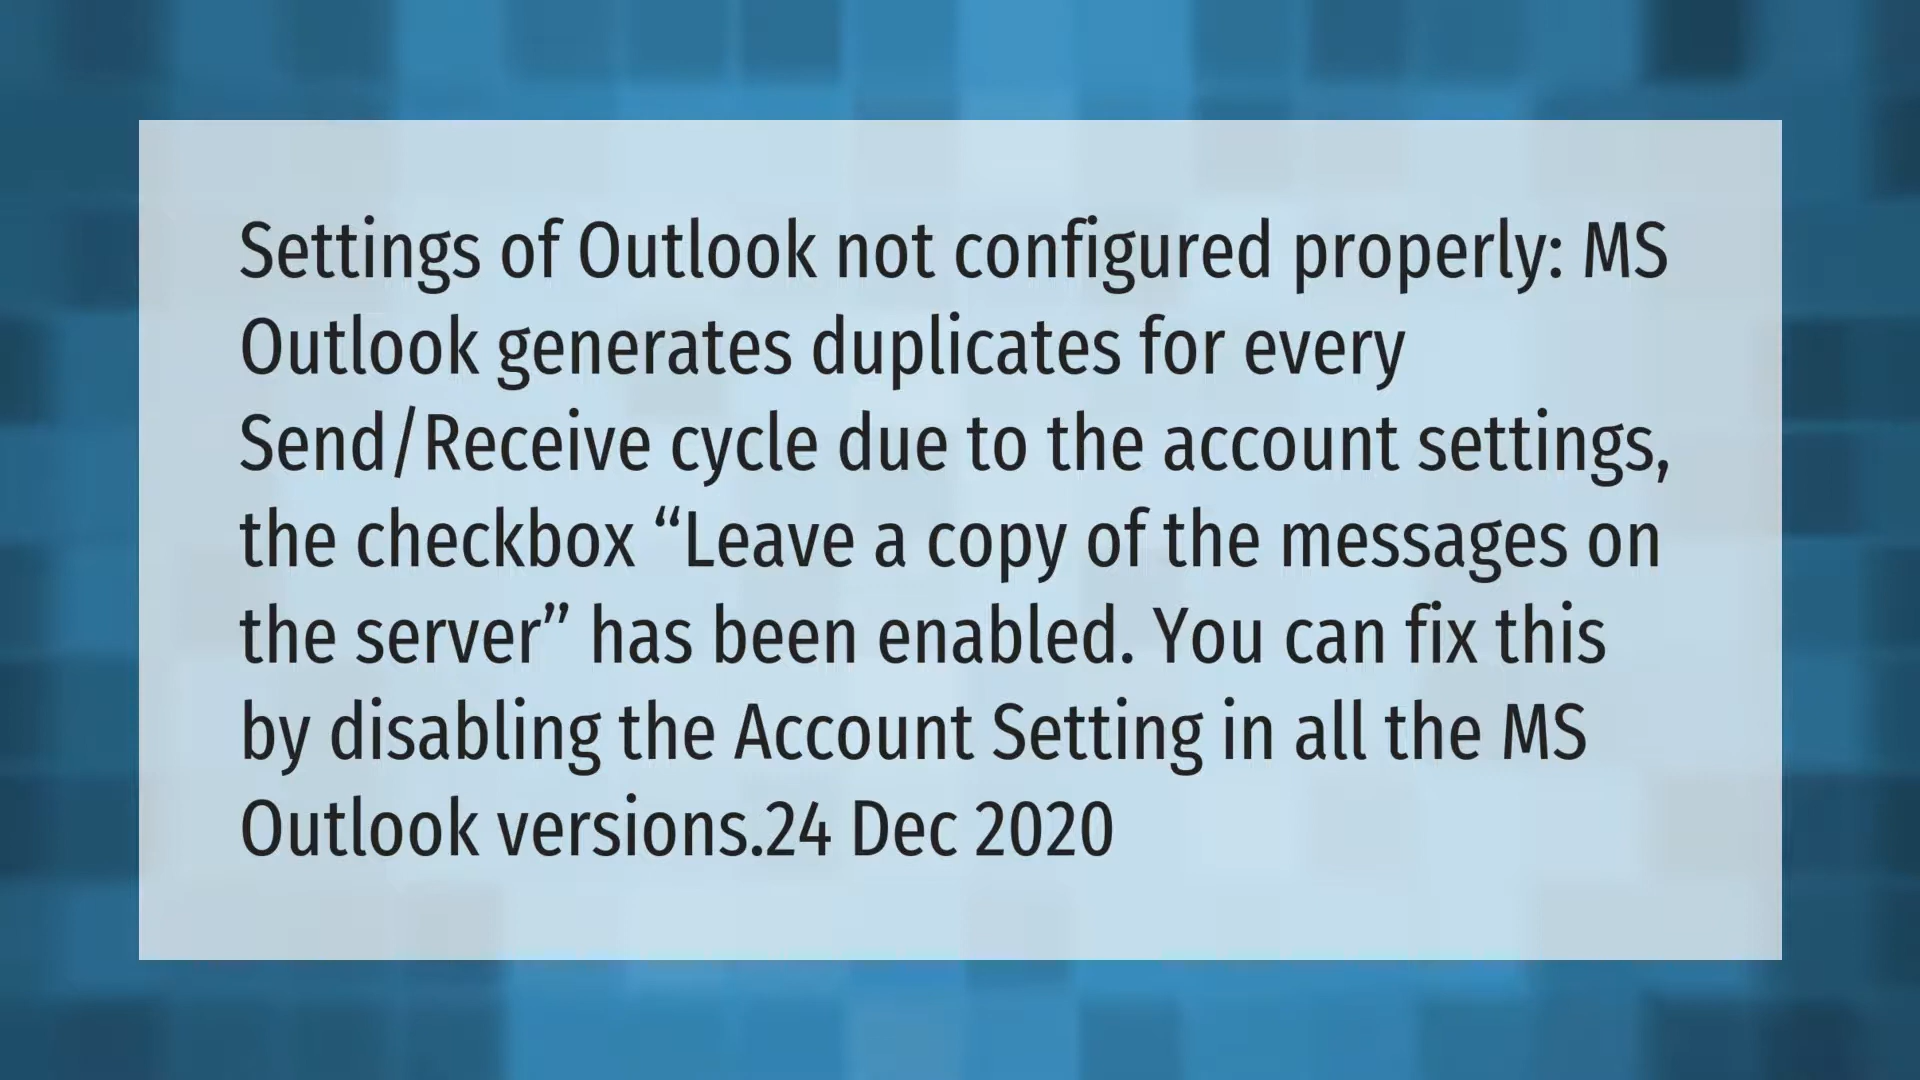 Settings of Outlook not configured properly: MS
Outlook generates duplicates for every
Send/Receive cycle due to the account settings,
the checkbox “Leave a copy of the messages on
the server” has been enabled. You can fix this
by disabling the Account Setting in all the MS
Outlook versions.24 Dec 2020